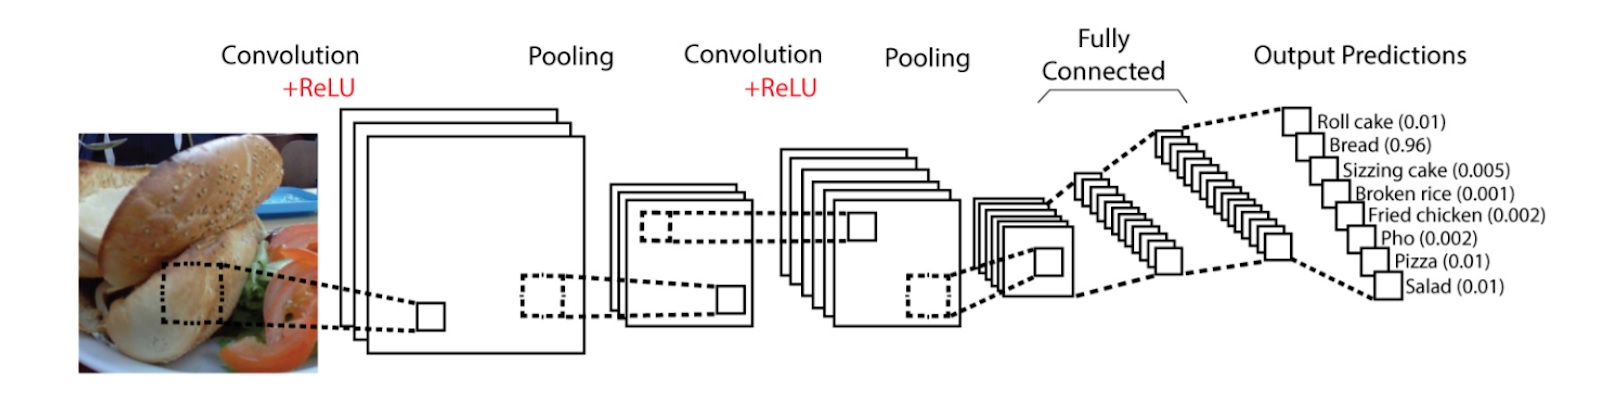 Convolution
+ReLU
Pooling
Convolution
+ReLU
Pooling
Fully
Connected
Output Predictions
Roll cake (0.01)
Bread (0.96)
Sizzing cake (0.005)
Broken rice (0.001)
Fried chicken (0.002)
Pho (0.002)
Pizza (0.01)
Salad (0.01)